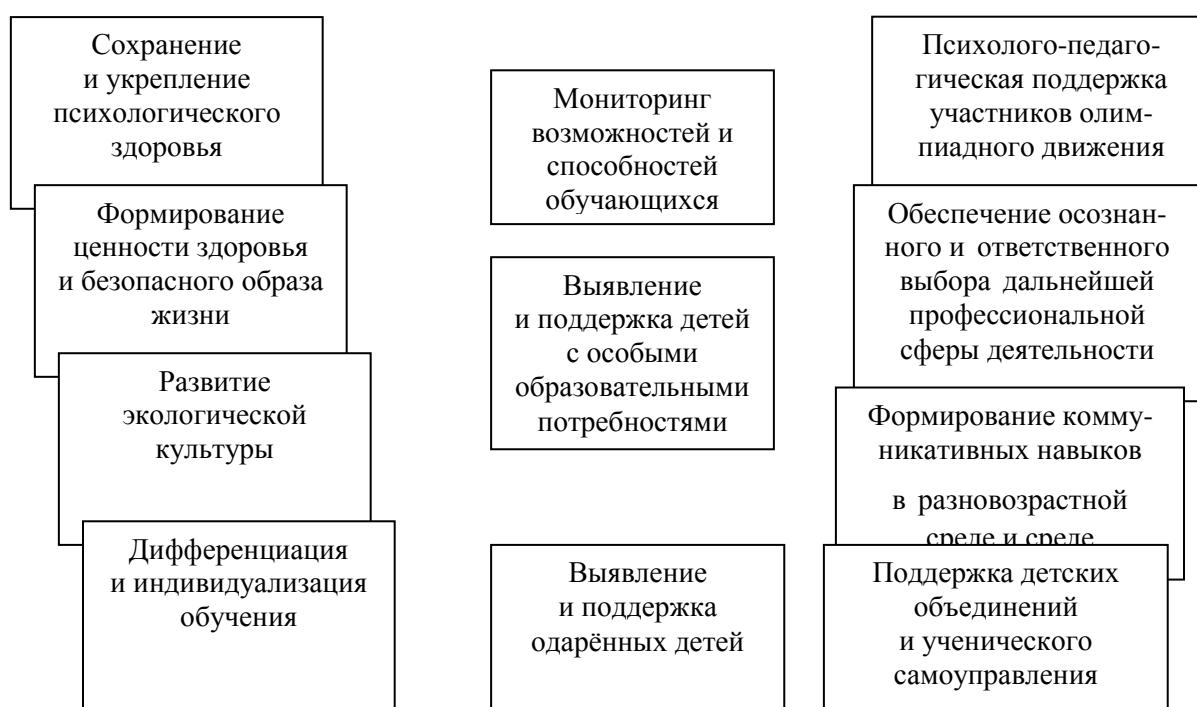 Сохранение
и укрепление
психологического
здоровья
Формирование
ценности здоровья
и безопасного образа
жизни
Развитие
экологической
культуры
Дифференциация
и индивидуализация
обучения
Мониторинг
возможностей и
способностей
обучающихся
Выявление
и поддержка детей
с особыми
образовательными
потребностями
Выявление
и поддержка
одарённых детей
Психолого-педаго-
гическая поддержка
участников олим-
пиадного движения
Обеспечение осознан-
ного и ответственного
выбора дальнейшей
профессиональной
сферы деятельности
Формирование комму-
никативных навыков
в разновозрастной
среде и среде
Поддержка детских
объединений
и ученического
самоуправления